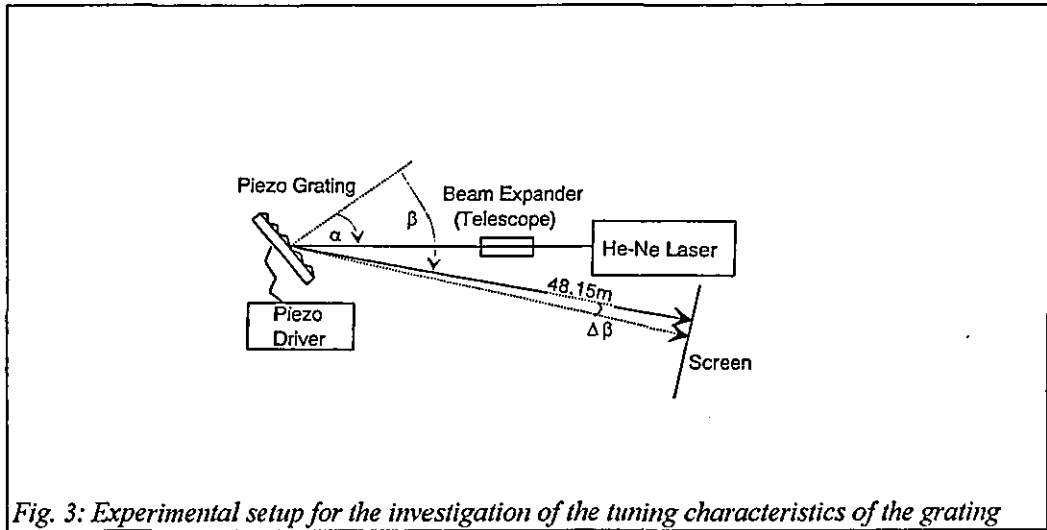 Piezo Grating
Beam Expander
(Telescope)
α
β
He-Ne Laser
48.15m
Δβ
Piezo
Driver
Screen
Fig. 3: Experimental setup for the investigation of the tuning characteristics of the grating